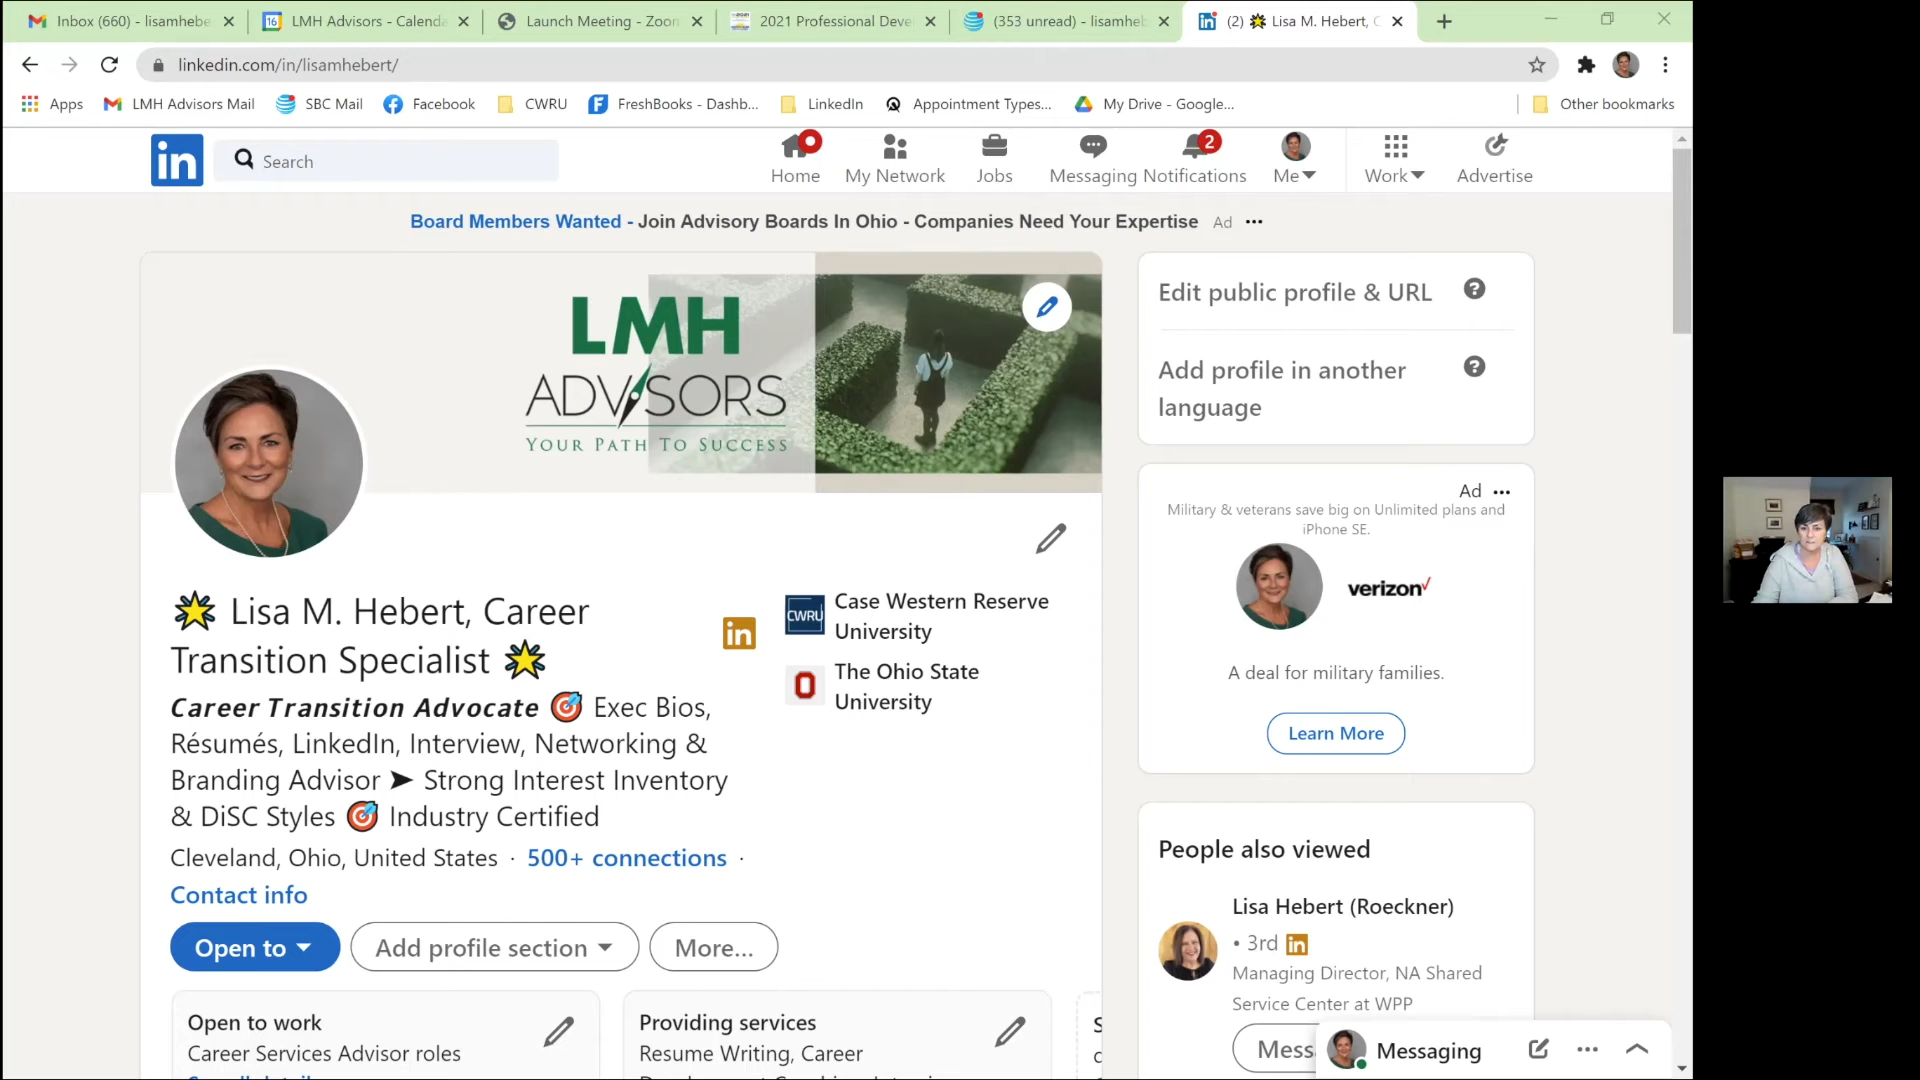 Inbox (660) - lisamhebe
LMH Advisors - Calenda
Launch Meeting - Zoon
2021 Professional Deve
(353 unread) - lisamheb
(2) 🌟 Lisa M. Hebert, C
linkedin.com/in/lisamhebert/
Apps
LMH Advisors Mail
SBC Mail
Facebook
CWRU
FreshBooks - Dashb...
LinkedIn
Appointment Types...
My Drive - Google...
Other bookmarks
in
Search
Home
My Network
Jobs
Messaging
2
Notifications
Me
Work
Advertise
Board Members Wanted - Join Advisory Boards In Ohio - Companies Need Your Expertise Ad
LMH
ADVISORS
YOUR PATH TO SUCCESS
🌟 Lisa M. Hebert, Career
Transition Specialist 🌟
in
Career Transition Advocate 🎯 Exec Bios,
Résumés, LinkedIn, Interview, Networking &
Branding Advisor ➤ Strong Interest Inventory
& DiSC Styles 🎯 Industry Certified
Cleveland, Ohio, United States · 500+ connections ·
Contact info
CWRU
Case Western Reserve
University
The Ohio State
University
Open to
Add profile section
More...
Open to work
Career Services Advisor roles
Providing services
Resume Writing, Career
Edit public profile & URL
Add profile in another
language
Ad
Military & veterans save big on Unlimited plans and
iPhone SE.
verizon✓
A deal for military families.
Learn More
People also viewed
Lisa Hebert (Roeckner)
• 3rd in
Managing Director, NA Shared
Service Center at WPP
Mess
Messaging